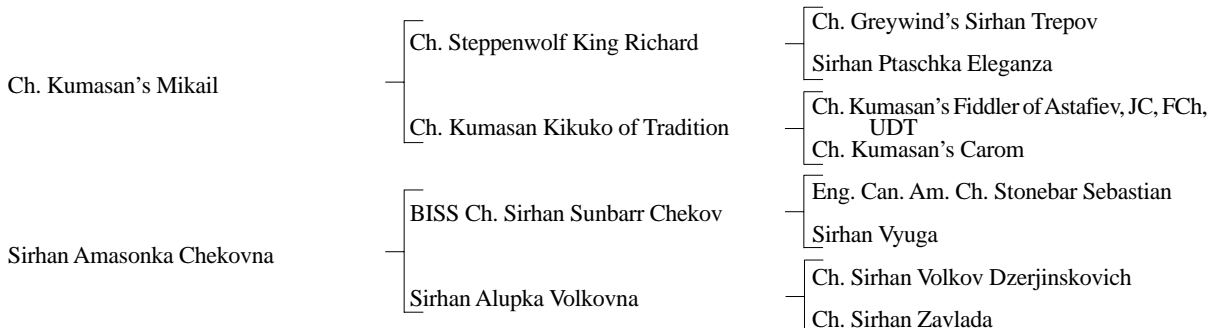 Ch. Greywind’s Sirhan Trepov
Ch. Steppenwolf King Richard
Sirhan Ptaschka Eleganza
Ch. Kumasan’s Mikail
Ch. Kumasan’s Fiddler of Astafiev, JC, FCh,
UDT
Ch. Kumasan Kikuko of Tradition
Ch. Kumasan’s Carom
Eng. Can. Am. Ch. Stonebar Sebastian
BISS Ch. Sirhan Sunbarr Chekov
Sirhan Vyuga
Sirhan Amasonka Chekovna
Ch. Sirhan Volkov Dzerjinskovich
Sirhan Alupka Volkovna
Ch. Sirhan Zavlada